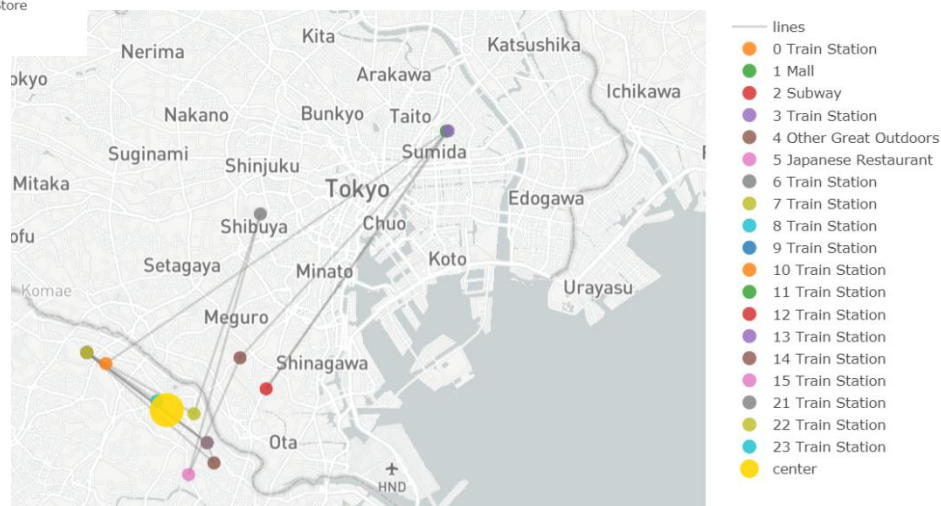 Store
Kita
Nerima
Katsushika
okyo
Arakawa
Ichikawa
Nakano
Bunkyo
Taito
Suginami
Shinjuku
Sumida
Mitaka
Tokyo
Edogawa
ofu
Shibuya
Chuo
Setagaya
Minato
Koto
Komae
Urayasu
Meguro
Shinagawa
Ota
HND
lines
0 Train Station
1 Mall
2 Subway
3 Train Station
4 Other Great Outdoors
5 Japanese Restaurant
6 Train Station
7 Train Station
8 Train Station
9 Train Station
10 Train Station
11 Train Station
12 Train Station
13 Train Station
14 Train Station
15 Train Station
21 Train Station
22 Train Station
23 Train Station
center